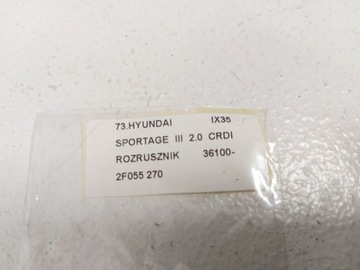 73.HYUNDAI IX35
SPORTAGE III 2.0 CRDI
ROZRUSZNIK 36100-
2F055 270